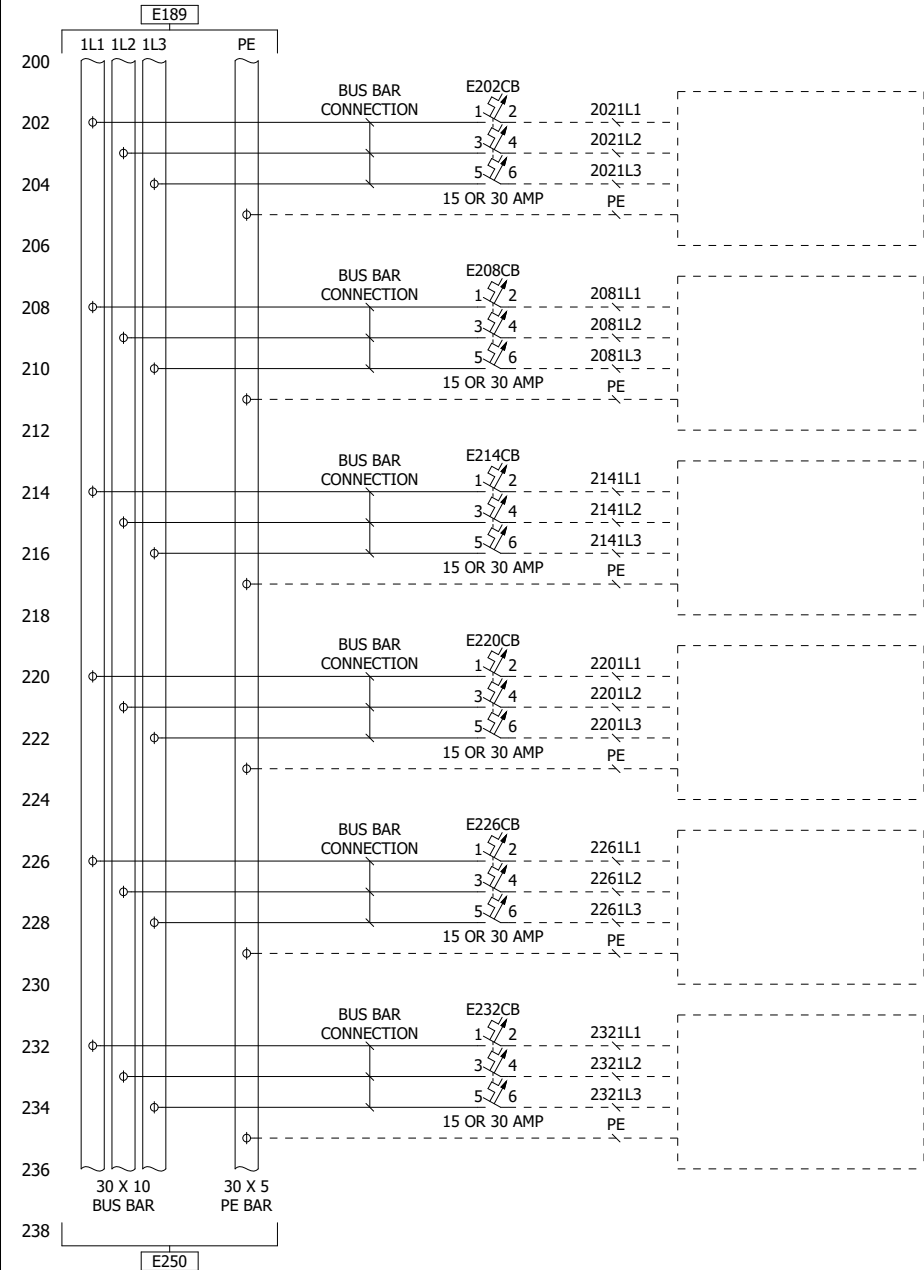 E189
1L1 1L2 1L3 PE
200
BUS BAR
CONNECTION
E202CB
202
1 2
2021L1
3 4
2021L2
204
5 6
2021L3
15 OR 30 AMP
PE
206
BUS BAR
CONNECTION
E208CB
208
1 2
2081L1
3 4
2081L2
210
5 6
2081L3
15 OR 30 AMP
PE
212
BUS BAR
CONNECTION
E214CB
214
1 2
2141L1
3 4
2141L2
216
5 6
2141L3
15 OR 30 AMP
PE
218
BUS BAR
CONNECTION
E220CB
220
1 2
2201L1
3 4
2201L2
222
5 6
2201L3
15 OR 30 AMP
PE
224
BUS BAR
CONNECTION
E226CB
226
1 2
2261L1
3 4
2261L2
228
5 6
2261L3
15 OR 30 AMP
PE
230
BUS BAR
CONNECTION
E232CB
232
1 2
2321L1
3 4
2321L2
234
5 6
2321L3
15 OR 30 AMP
PE
236
30 X 10
BUS BAR
30 X 5
PE BAR
238
E250